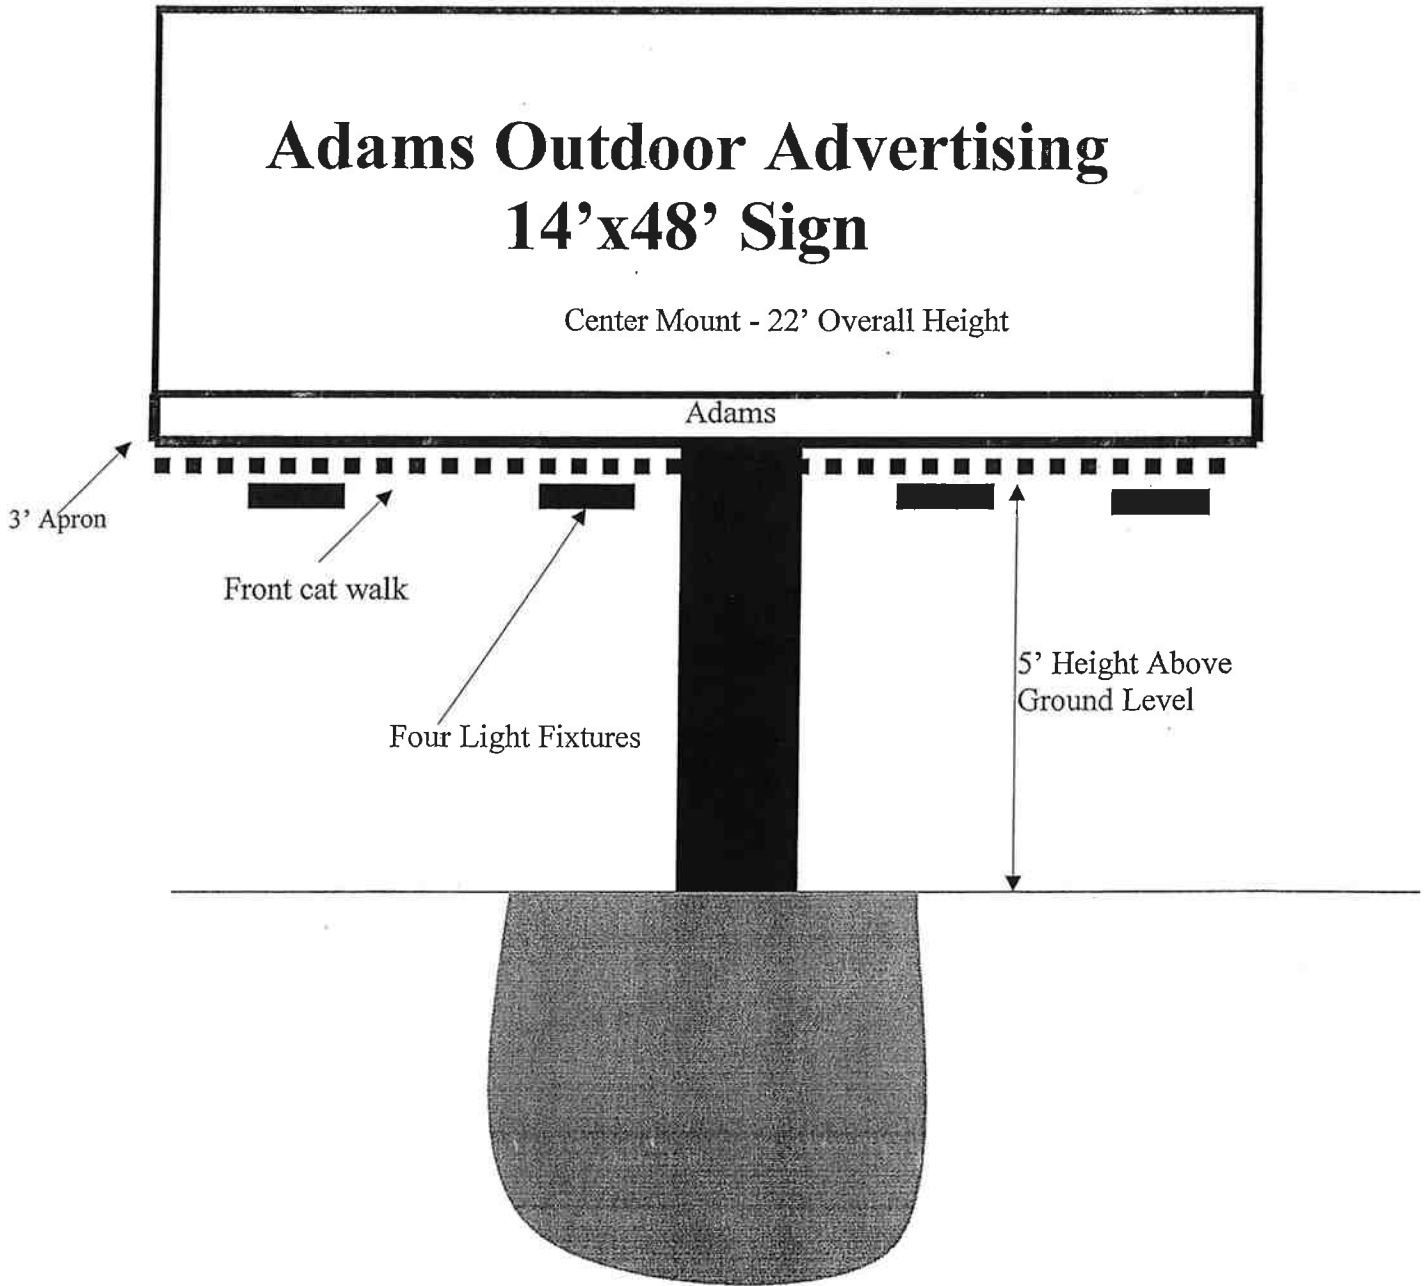 Adams Outdoor Advertising
14’x48’ Sign
Center Mount - 22’ Overall Height
Adams
3’ Apron
Front cat walk
5’ Height Above
Ground Level
Four Light Fixtures